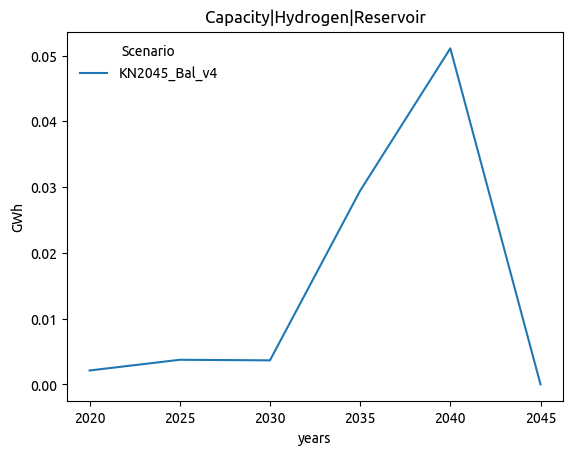 Capacity|Hydrogen|Reservoir
Scenario
KN2045_Bal_v4
GWh
0.05
0.04
0.03
0.02
0.01
0.00
2020 2025 2030 2035 2040 2045
years